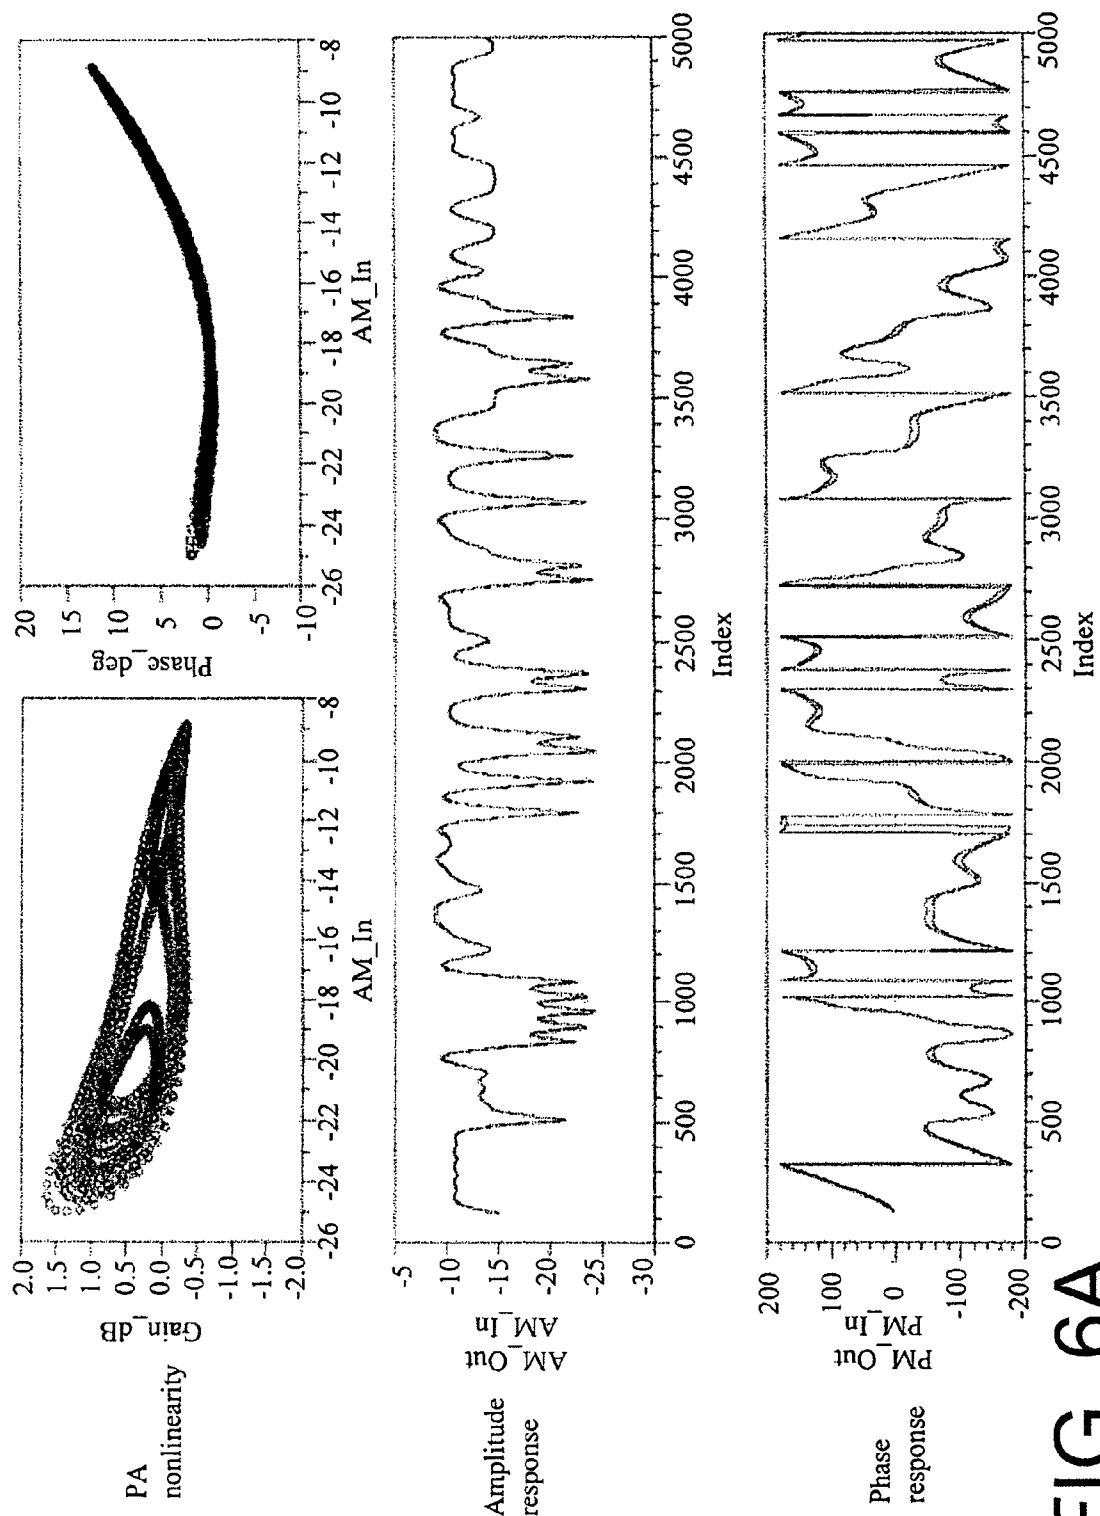 PA
nonlinearity
Gain_dB
2.0
1.5
1.0
0.5
0.0
-0.5
-1.0
-1.5
-2.0
-26 -24 -22 -20 -18 -16 -14 -12 -10 -8
AM_In
Phase_deg
20
15
10
5
0
-5
-10
-26 -24 -22 -20 -18 -16 -14 -12 -10 -8
AM_In
Amplitude
response
AM_Out
AM_In
-5
-10
-15
-20
-25
-30
0 500 1000 1500 2000 2500 3000 3500 4000 4500 5000
Index
Phase
response
PM_Out
PM_In
200
100
0
-100
-200
0 500 1000 1500 2000 2500 3000 3500 4000 4500 5000
Index
FIG 6A